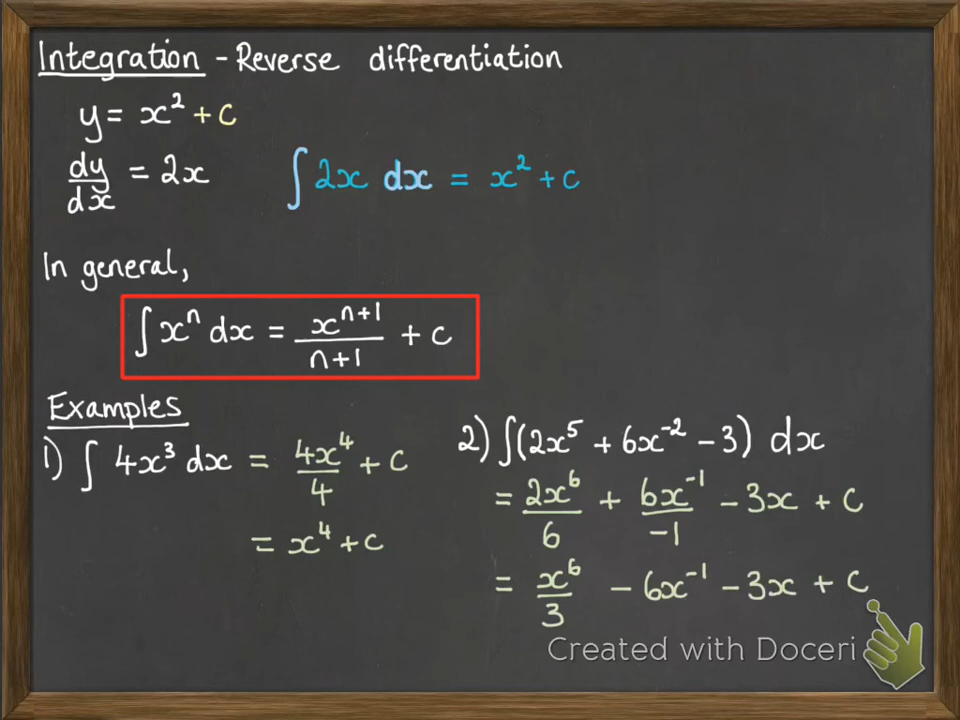 Integration - Reverse differentiation
y = x² + c
dy/dx = 2x    ∫ 2x dx = x² + c
In general,
∫ xⁿ dx = xⁿ⁺¹/n+1 + c
Examples
1) ∫ 4x³ dx = 4x⁴/4 + c
= x⁴ + c
2) ∫(2x⁵ + 6x⁻² - 3) dx
= 2x⁶/6 + 6x⁻¹/-1 - 3x + c
= x⁶/3 - 6x⁻¹ - 3x + c
Created with Doceri